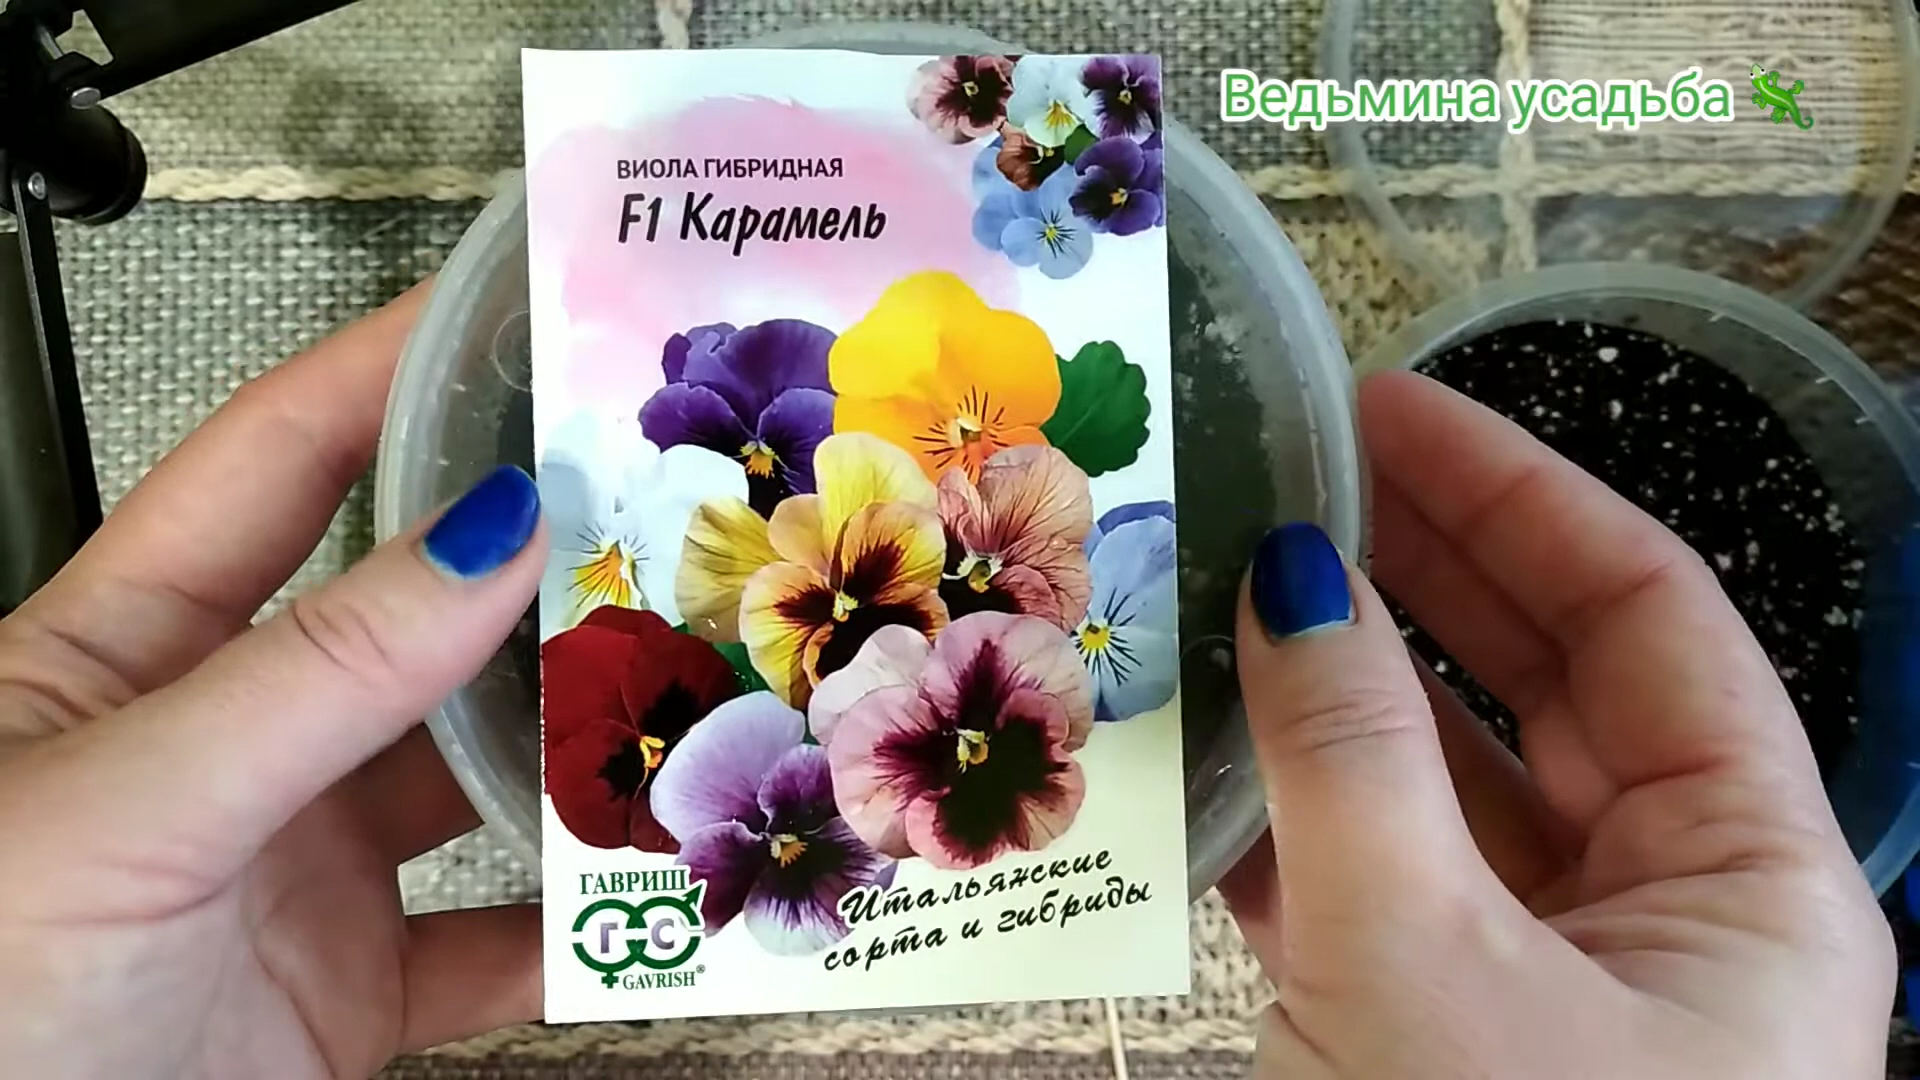 Ведьмина усадьба
ВИОЛА ГИБРИДНАЯ
F1 Карамель
ГАВРИШ
ГС
GAVRISH®
Итальянские
сорта и гибриды